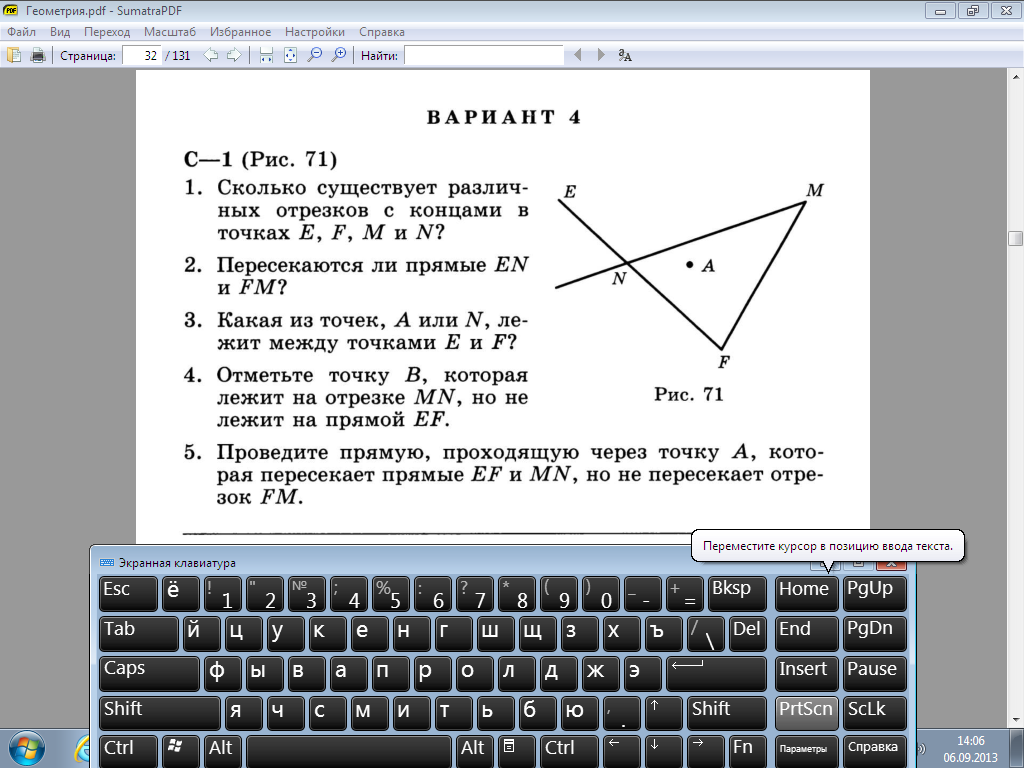 Геометрия.pdf - SumatraPDF
Файл Вид Переход Масштаб Избранное Настройки Справка
Страница: 32 / 131 Найти:
ВАРИАНТ 4
С—1 (Рис. 71)
1. Сколько существует различ-
ных отрезков с концами в
точках E, F, M и N?
2. Пересекаются ли прямые EN
и FM?
3. Какая из точек, A или N, ле-
жит между точками E и F?
4. Отметьте точку B, которая
лежит на отрезке MN, но не
лежит на прямой EF.
E
M
A
N
F
Рис. 71
5. Проведите прямую, проходящую через точку A, кото-
рая пересекает прямые EF и MN, но не пересекает отре-
зок FM.
Переместите курсор в позицию ввода текста.
Экранная клавиатура
Esc ё ! 1 " 2 № 3 ; 4 % 5 : 6 ? 7 * 8 ( 9 ) 0 _ - + = Bksp Home PgUp
Tab й ц у к е н г ш щ з х ъ / \ Del End PgDn
Caps ф ы в а п р о л д ж э Insert Pause
Shift я ч с м и т ь б ю , . ↑ Shift PrtScn ScLk
Ctrl Alt Alt Ctrl ← ↓ → Fn Параметры Справка
14:06
06.09.2013